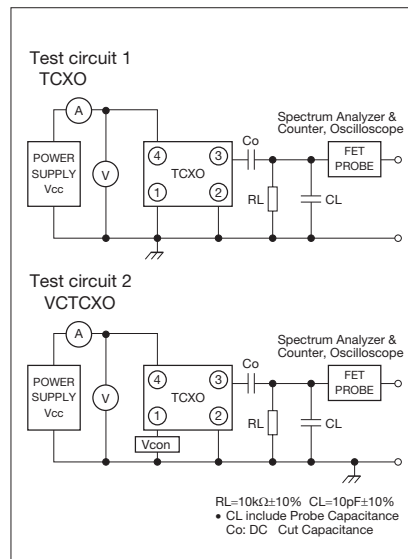 Test circuit 1
TCXO
A
Spectrum Analyzer &
Counter, Oscilloscope
Co
POWER
SUPPLY
Vcc
V
4
3
TCXO
1
2
RL
CL
FET
PROBE
Test circuit 2
VCTCXO
A
Spectrum Analyzer &
Counter, Oscilloscope
Co
POWER
SUPPLY
Vcc
V
4
3
TCXO
1
2
Vcon
RL
CL
FET
PROBE
RL=10kΩ±10% CL=10pF±10%
• CL include Probe Capacitance
Co: DC Cut Capacitance